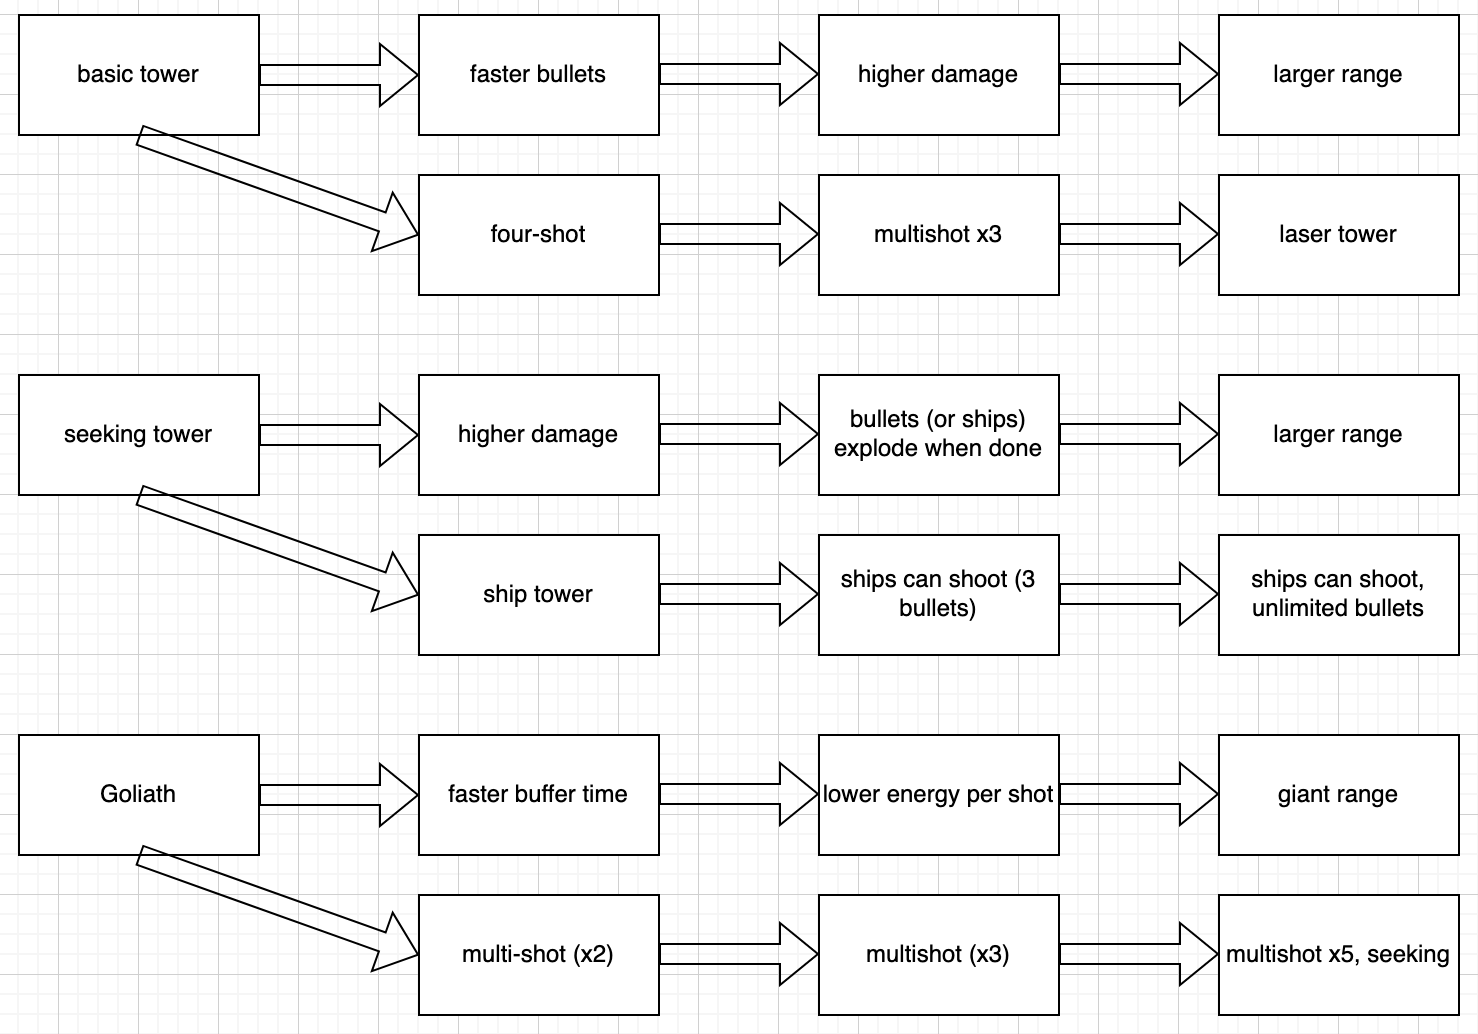 basic tower
faster bullets
higher damage
larger range
four-shot
multishot x3
laser tower
seeking tower
higher damage
bullets (or ships)
explode when done
larger range
ship tower
ships can shoot (3
bullets)
ships can shoot,
unlimited bullets
Goliath
faster buffer time
lower energy per shot
giant range
multi-shot (x2)
multishot (x3)
multishot x5, seeking